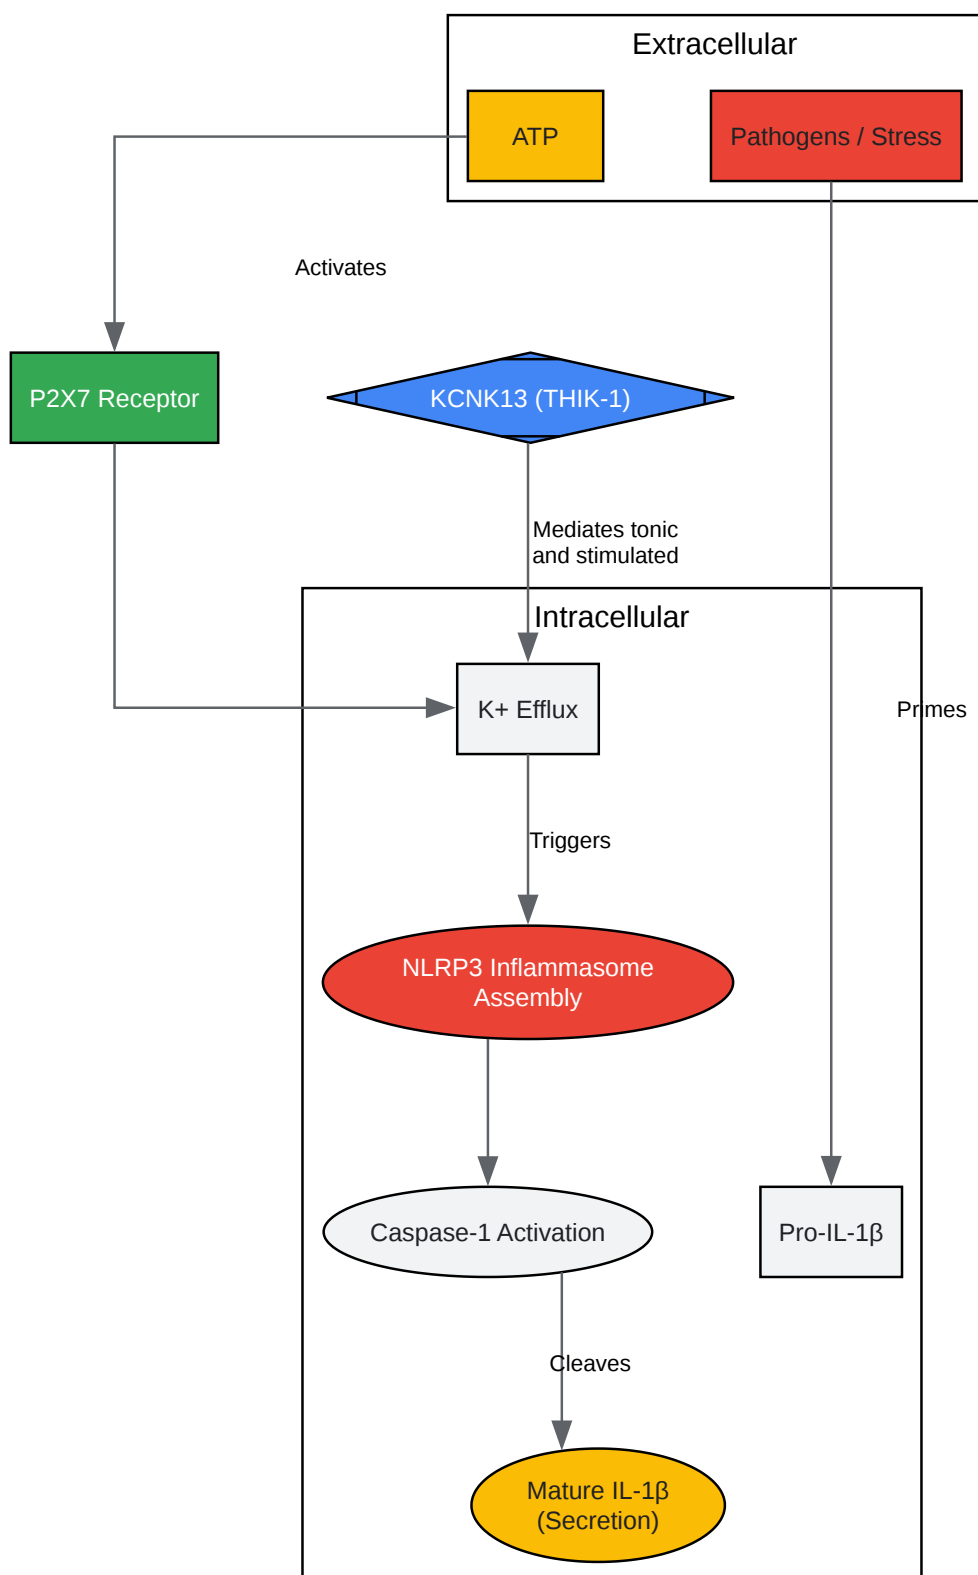 Extracellular
ATP
Pathogens / Stress
Activates
P2X7 Receptor
KCNK13 (THIK-1)
Mediates tonic
and stimulated
Intracellular
K+ Efflux
Primes
Triggers
NLRP3 Inflammasome
Assembly
Caspase-1 Activation
Pro-IL-1β
Cleaves
Mature IL-1β
(Secretion)